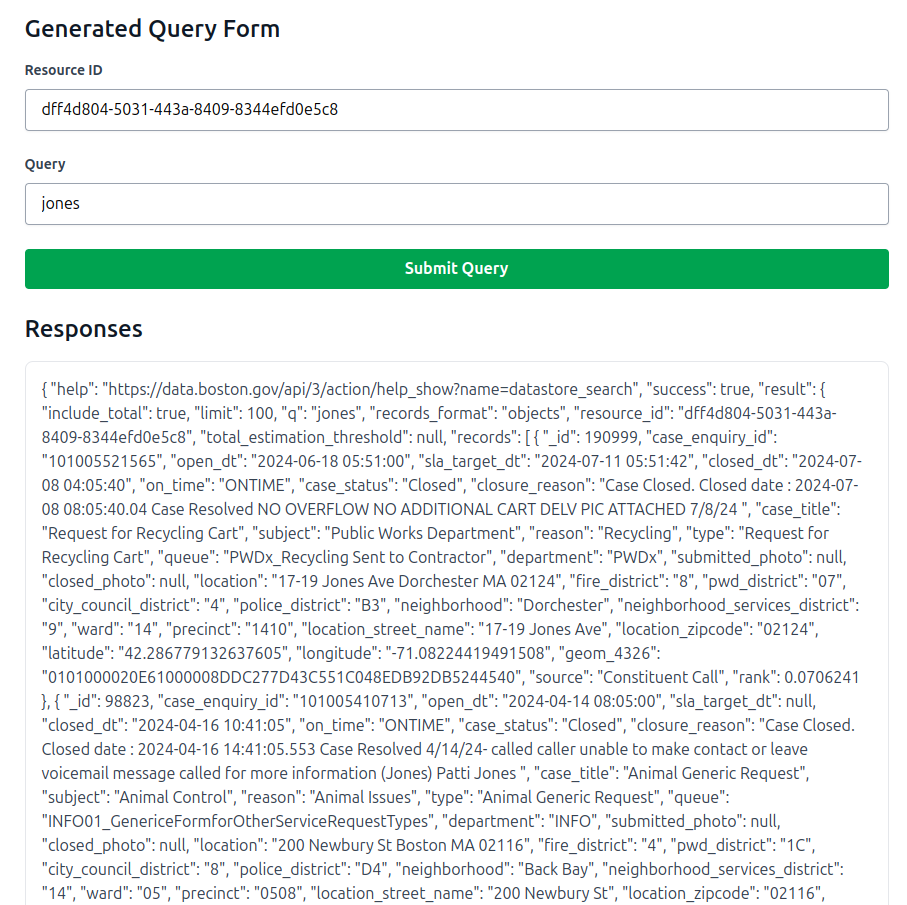 Generated Query Form
Resource ID
dff4d804-5031-443a-8409-8344efd0e5c8
Query
jones
Submit Query
Responses
{ "help": "https://data.boston.gov/api/3/action/help_show?name=datastore_search", "success": true, "result": {
"include_total": true, "limit": 100, "q": "jones", "records_format": "objects", "resource_id": "dff4d804-5031-443a-
8409-8344efd0e5c8", "total_estimation_threshold": null, "records": [ { "_id": 190999, "case_enquiry_id":
"101005521565", "open_dt": "2024-06-18 05:51:00", "sla_target_dt": "2024-07-11 05:51:42", "closed_dt": "2024-07-
08 04:05:40", "on_time": "ONTIME", "case_status": "Closed", "closure_reason": "Case Closed. Closed date : 2024-07-
08 08:05:40.04 Case Resolved NO OVERFLOW NO ADDITIONAL CART DELV PIC ATTACHED 7/8/24 ", "case_title":
"Request for Recycling Cart", "subject": "Public Works Department", "reason": "Recycling", "type": "Request for
Recycling Cart", "queue": "PWDx_Recycling Sent to Contractor", "department": "PWDx", "submitted_photo": null,
"closed_photo": null, "location": "17-19 Jones Ave Dorchester MA 02124", "fire_district": "8", "pwd_district": "07",
"city_council_district": "4", "police_district": "B3", "neighborhood": "Dorchester", "neighborhood_services_district":
"9", "ward": "14", "precinct": "1410", "location_street_name": "17-19 Jones Ave", "location_zipcode": "02124",
"latitude": "42.286779132637605", "longitude": "-71.08224419491508", "geom_4326":
"0101000020E61000008DDC277D43C551C048EDB92DB5244540", "source": "Constituent Call", "rank": 0.0706241
}, { "_id": 98823, "case_enquiry_id": "101005410713", "open_dt": "2024-04-14 08:05:00", "sla_target_dt": null,
"closed_dt": "2024-04-16 10:41:05", "on_time": "ONTIME", "case_status": "Closed", "closure_reason": "Case Closed.
Closed date : 2024-04-16 14:41:05.553 Case Resolved 4/14/24- called caller unable to make contact or leave
voicemail message called for more information (Jones) Patti Jones ", "case_title": "Animal Generic Request",
"subject": "Animal Control", "reason": "Animal Issues", "type": "Animal Generic Request", "queue":
"INFO01_GenericeFormforOtherServiceRequestTypes", "department": "INFO", "submitted_photo": null,
"closed_photo": null, "location": "200 Newbury St Boston MA 02116", "fire_district": "4", "pwd_district": "1C",
"city_council_district": "8", "police_district": "D4", "neighborhood": "Back Bay", "neighborhood_services_district":
"14", "ward": "05", "precinct": "0508", "location_street_name": "200 Newbury St", "location_zipcode": "02116",